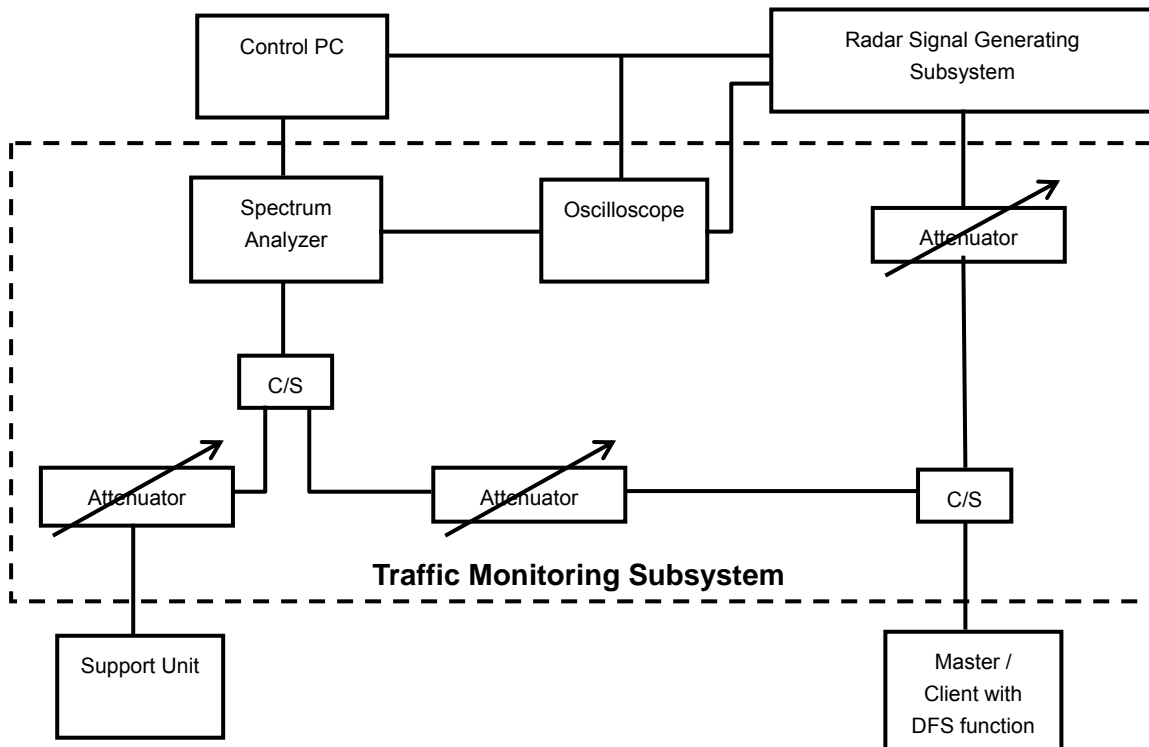 Control PC
Radar Signal Generating
Subsystem
Spectrum
Analyzer
Oscilloscope
Attenuator
C/S
Attenuator
Attenuator
C/S
Traffic Monitoring Subsystem
Support Unit
Master /
Client with
DFS function